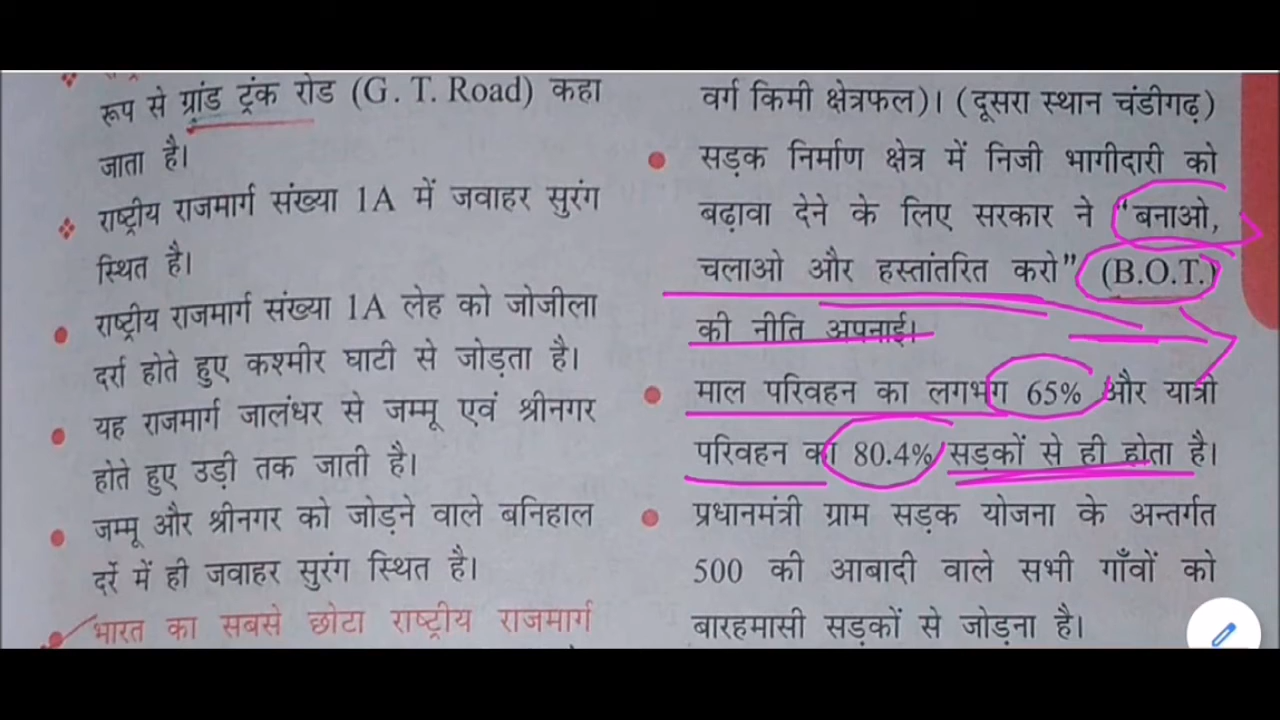 रूप से ग्रांड ट्रंक रोड (G. T. Road) कहा
जाता है।
राष्ट्रीय राजमार्ग संख्या 1A में जवाहर सुरंग
स्थित है।
राष्ट्रीय राजमार्ग संख्या 1A लेह को जोजीला
दर्रा होते हुए कश्मीर घाटी से जोड़ता है।
यह राजमार्ग जालंधर से जम्मू एवं श्रीनगर
होते हुए उड़ी तक जाती है।
जम्मू और श्रीनगर को जोड़ने वाले बनिहाल
दर्रे में ही जवाहर सुरंग स्थित है।
भारत का सबसे छोटा राष्ट्रीय राजमार्ग
वर्ग किमी क्षेत्रफल)। (दूसरा स्थान चंडीगढ़)
सड़क निर्माण क्षेत्र में निजी भागीदारी को
बढ़ावा देने के लिए सरकार ने "बनाओ,
चलाओ और हस्तांतरित करो" (B.O.T.)
की नीति अपनाई।
माल परिवहन का लगभग 65% और यात्री
परिवहन का 80.4% सड़कों से ही होता है।
प्रधानमंत्री ग्राम सड़क योजना के अन्तर्गत
500 की आबादी वाले सभी गाँवों को
बारहमासी सड़कों से जोड़ना है।